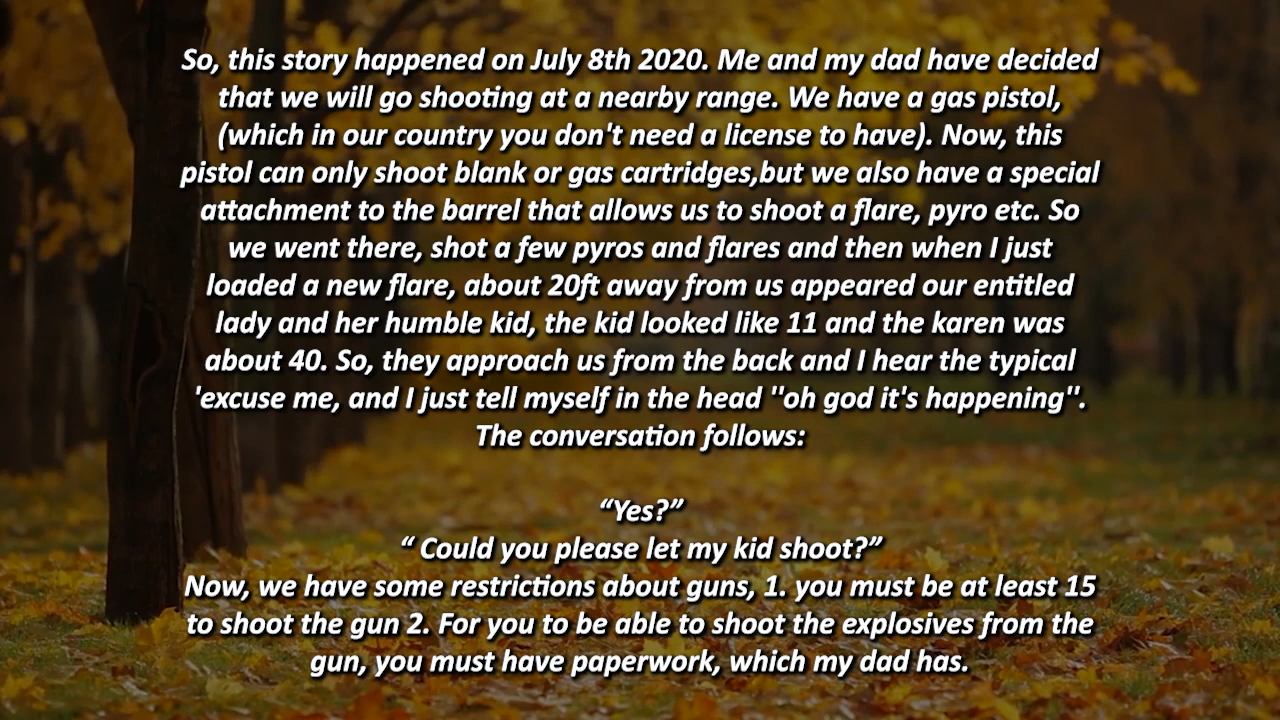 So, this story happened on July 8th 2020. Me and my dad have decided
that we will go shooting at a nearby range. We have a gas pistol,
(which in our country you don't need a license to have). Now, this
pistol can only shoot blank or gas cartridges,but we also have a special
attachment to the barrel that allows us to shoot a flare, pyro etc. So
we went there, shot a few pyros and flares and then when I just
loaded a new flare, about 20ft away from us appeared our entitled
lady and her humble kid, the kid looked like 11 and the karen was
about 40. So, they approach us from the back and I hear the typical
'excuse me, and I just tell myself in the head "oh god it's happening".
The conversation follows:
“Yes?”
“ Could you please let my kid shoot?”
Now, we have some restrictions about guns, 1. you must be at least 15
to shoot the gun 2. For you to be able to shoot the explosives from the
gun, you must have paperwork, which my dad has.